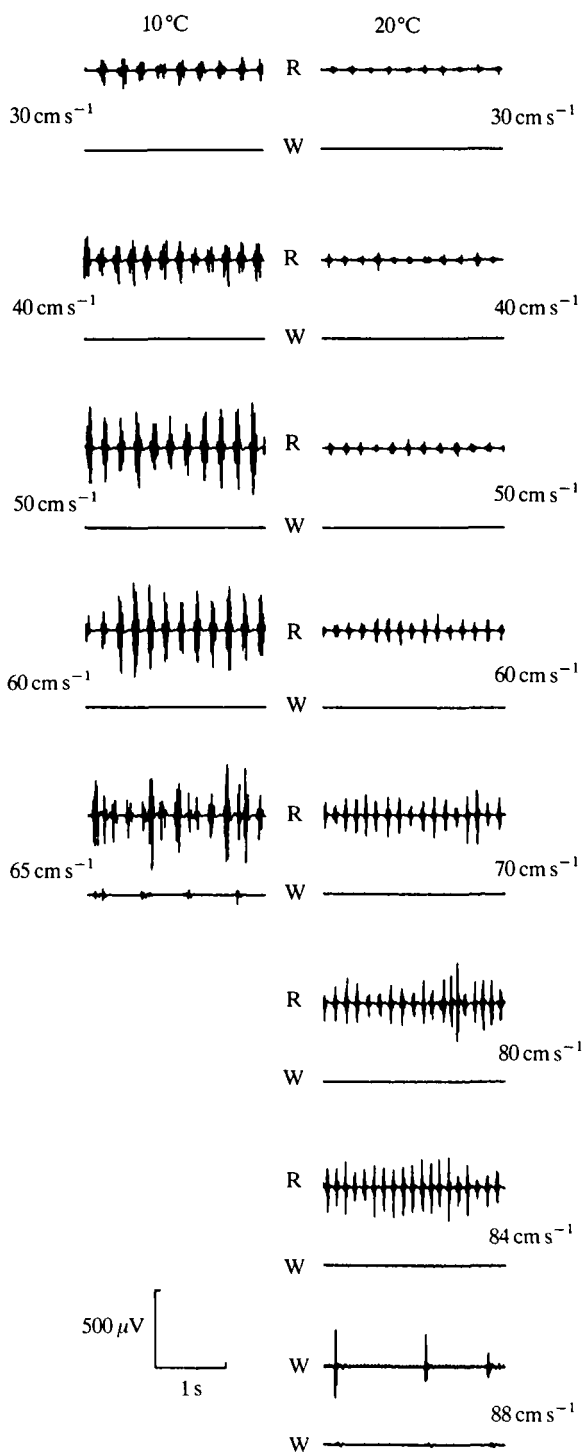 10°C 20°C
R
30 cm s⁻¹ 30 cm s⁻¹
W
R
40 cm s⁻¹ 40 cm s⁻¹
W
R
50 cm s⁻¹ 50 cm s⁻¹
W
R
60 cm s⁻¹ 60 cm s⁻¹
W
R
65 cm s⁻¹ 70 cm s⁻¹
W
R
80 cm s⁻¹
W
R
84 cm s⁻¹
W
500 μV
W
1 s
88 cm s⁻¹
W